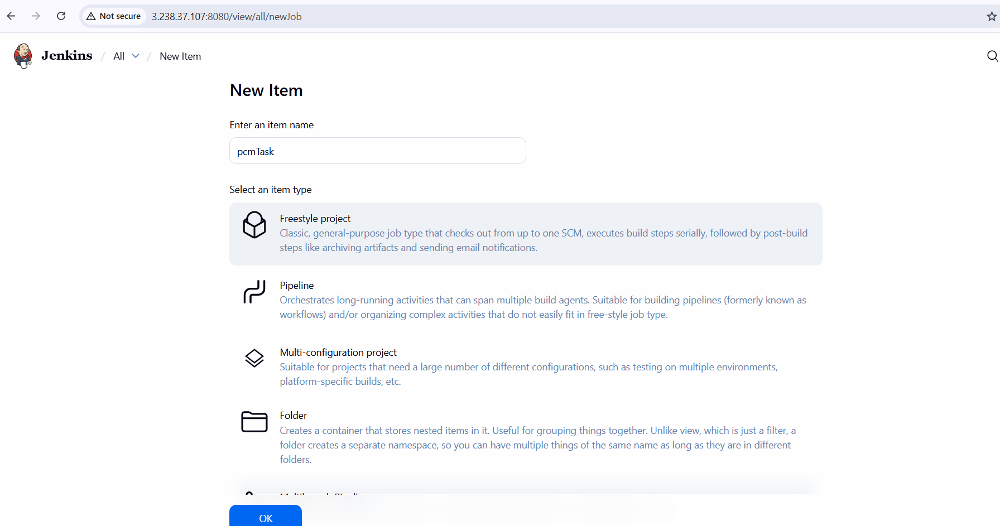 Not secure 3.238.37.107:8080/view/all/newJob
Jenkins / All / New Item
New Item
Enter an item name
pcmTask
Select an item type
Freestyle project
Classic, general-purpose job type that checks out from up to one SCM, executes build steps serially, followed by post-build
steps like archiving artifacts and sending email notifications.
Pipeline
Orchestrates long-running activities that can span multiple build agents. Suitable for building pipelines (formerly known as
workflows) and/or organizing complex activities that do not easily fit in free-style job type.
Multi-configuration project
Suitable for projects that need a large number of different configurations, such as testing on multiple environments,
platform-specific builds, etc.
Folder
Creates a container that stores nested items in it. Useful for grouping things together. Unlike view, which is just a filter, a
folder creates a separate namespace, so you can have multiple things of the same name as long as they are in different
folders.
OK